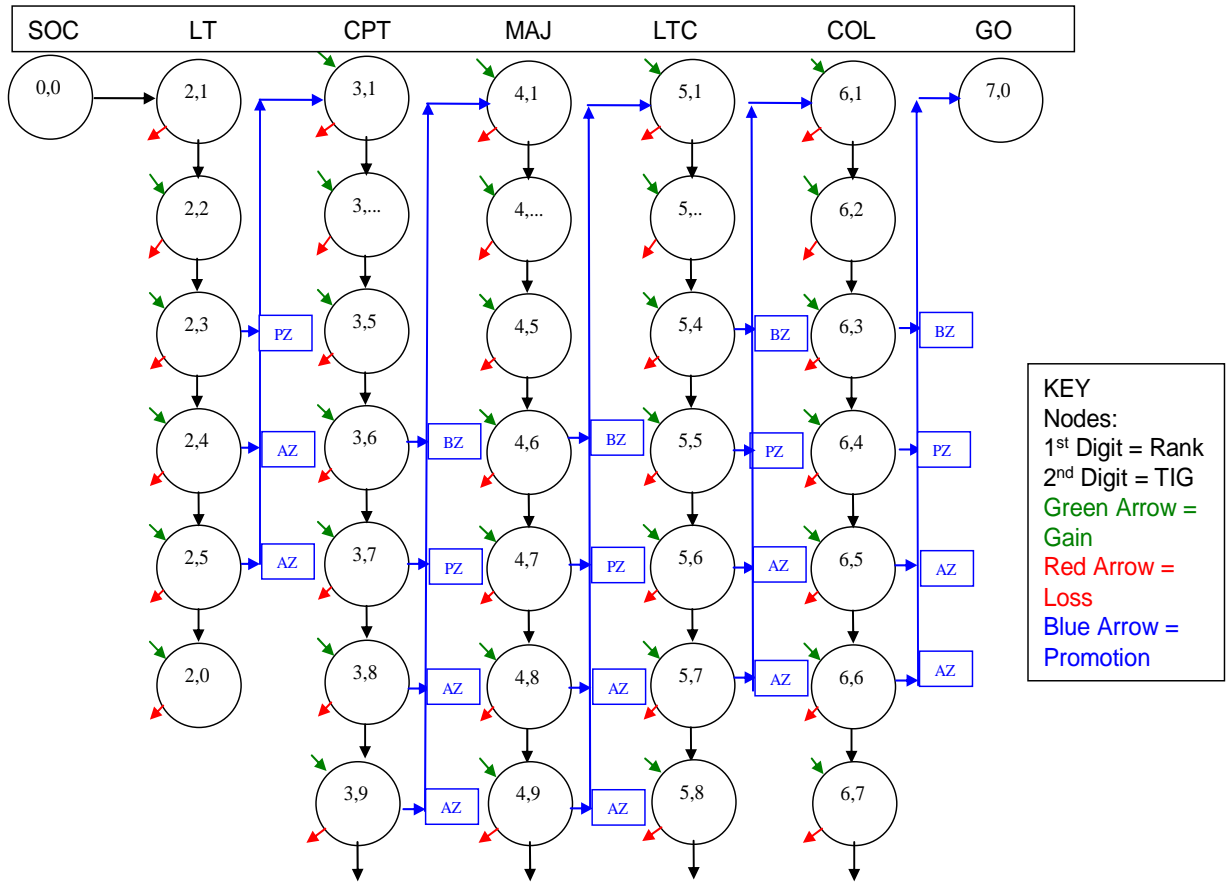 SOC LT CPT MAJ LTC COL GO
0,0 2,1 3,1 4,1 5,1 6,1 7,0
2,2 3,... 4,... 5,.. 6,2
2,3 PZ 3,5 4,5 5,4 BZ 6,3 BZ
2,4 AZ 3,6 BZ 4,6 BZ 5,5 PZ 6,4 PZ
2,5 AZ 3,7 PZ 4,7 PZ 5,6 AZ 6,5 AZ
2,0 3,8 AZ 4,8 AZ 5,7 AZ 6,6 AZ
3,9 AZ 4,9 AZ 5,8 6,7
KEY
Nodes:
1st Digit = Rank
2nd Digit = TIG
Green Arrow =
Gain
Red Arrow =
Loss
Blue Arrow =
Promotion